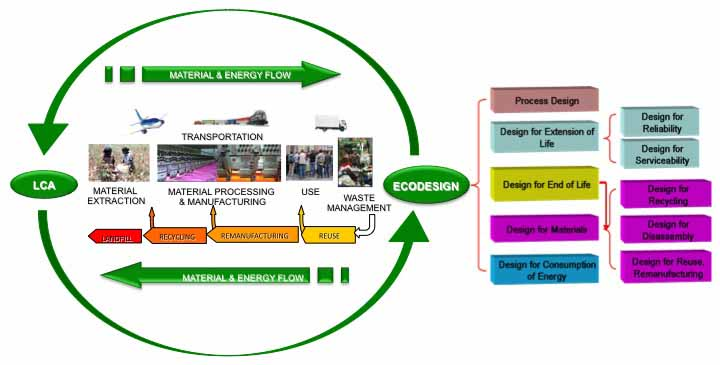 MATERIAL & ENERGY FLOW
TRANSPORTATION
LCA
MATERIAL
EXTRACTION
MATERIAL PROCESSING
& MANUFACTURING
USE
WASTE
MANAGEMENT
ECODESIGN
LANDFILL
RECYCLING
REMANUFACTURING
REUSE
MATERIAL & ENERGY FLOW
Process Design
Design for Extension of
Life
Design for
Reliability
Design for
Serviceability
Design for End of Life
Design for
Recycling
Design for Materials
Design for
Disassembly
Design for Consumption
of Energy
Design for Reuse,
Remanufacturing